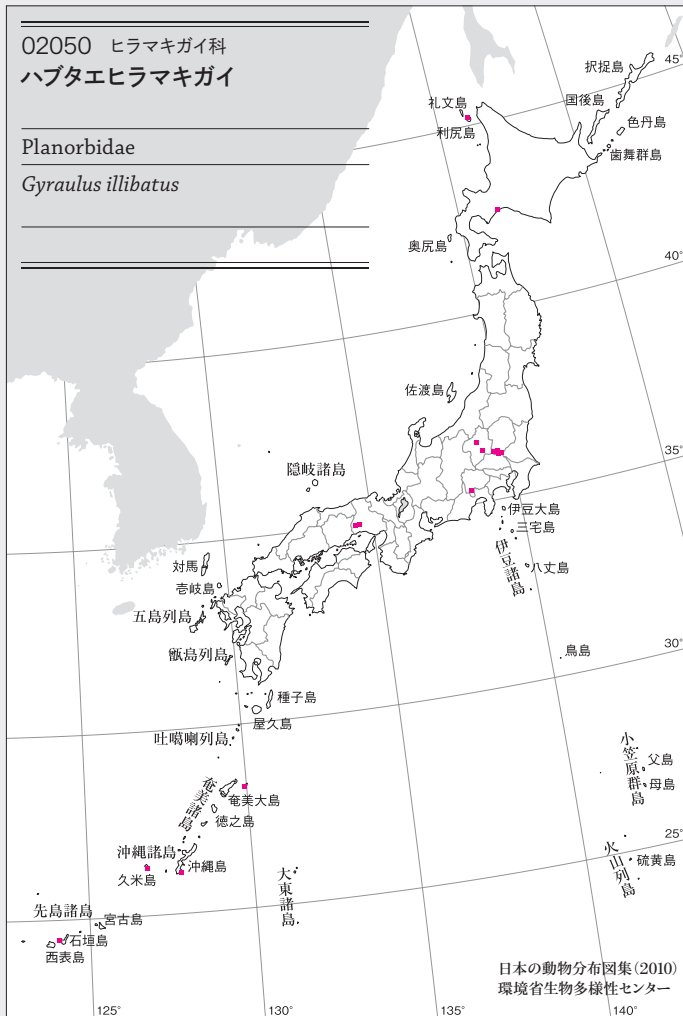 02050 ヒラマキガイ科
ハブタエヒラマキガイ
Planorbidae
Gyraulus illibatus
択捉島
45°
礼文島
国後島
利尻島
色丹島
歯舞群島
奥尻島
40°
佐渡島
35°
隠岐諸島
伊豆大島
三宅島
伊豆諸島
八丈島
対馬
壱岐島
五島列島
甑島列島
鳥島
30°
種子島
屋久島
吐噶喇列島
小笠原群島
父島
母島
奄美諸島
奄美大島
徳之島
25°
沖縄諸島
沖縄島
久米島
大東諸島
火山列島
硫黄島
先島諸島
宮古島
石垣島
西表島
日本の動物分布図集(2010)
環境省生物多様性センター
125°
130°
135°
140°